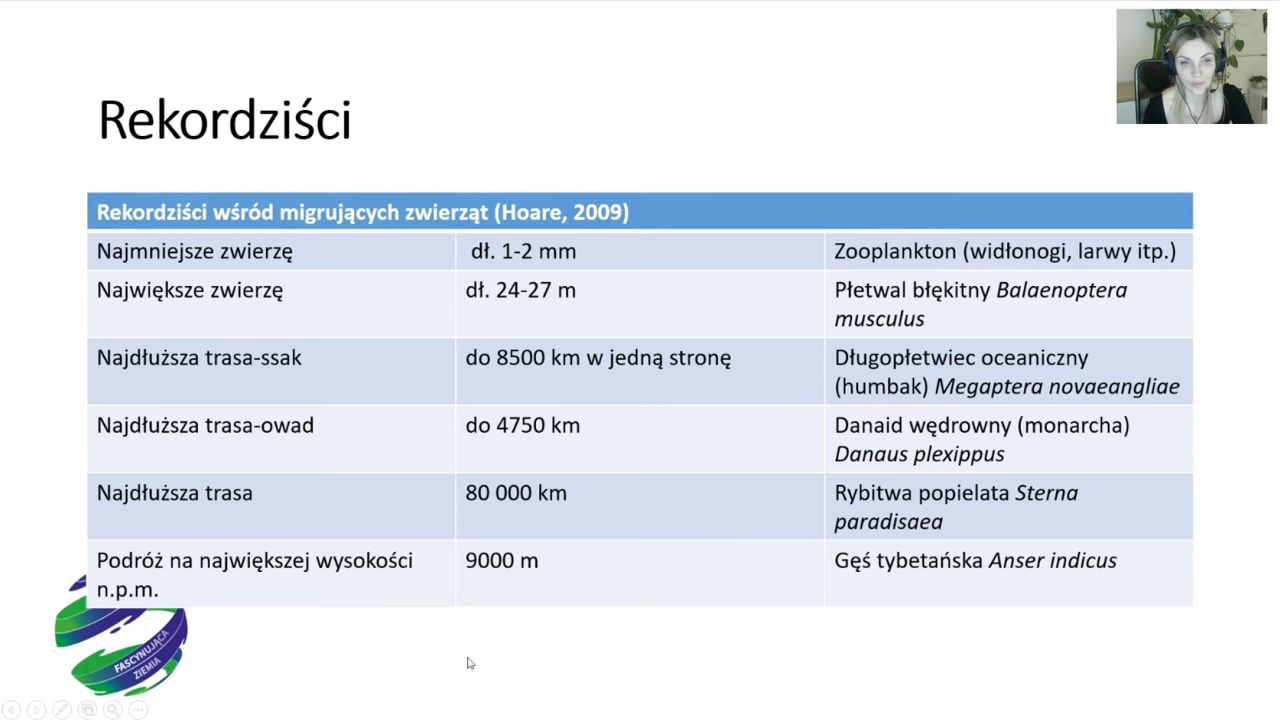 Rekordziści
Rekordziści wśród migrujących zwierząt (Hoare, 2009)
Najmniejsze zwierzę
dł. 1-2 mm
Zooplankton (widłonogi, larwy itp.)
Największe zwierzę
dł. 24-27 m
Płetwal błękitny Balaenoptera
musculus
Najdłuższa trasa-ssak
do 8500 km w jedną stronę
Długopłetwiec oceaniczny
(humbak) Megaptera novaeangliae
Najdłuższa trasa-owad
do 4750 km
Danaid wędrowny (monarcha)
Danaus plexippus
Najdłuższa trasa
80 000 km
Rybitwa popielata Sterna
paradisaea
Podróż na największej wysokości
n.p.m.
9000 m
Gęś tybetańska Anser indicus
FASCYNUJĄCA
ZIEMIA